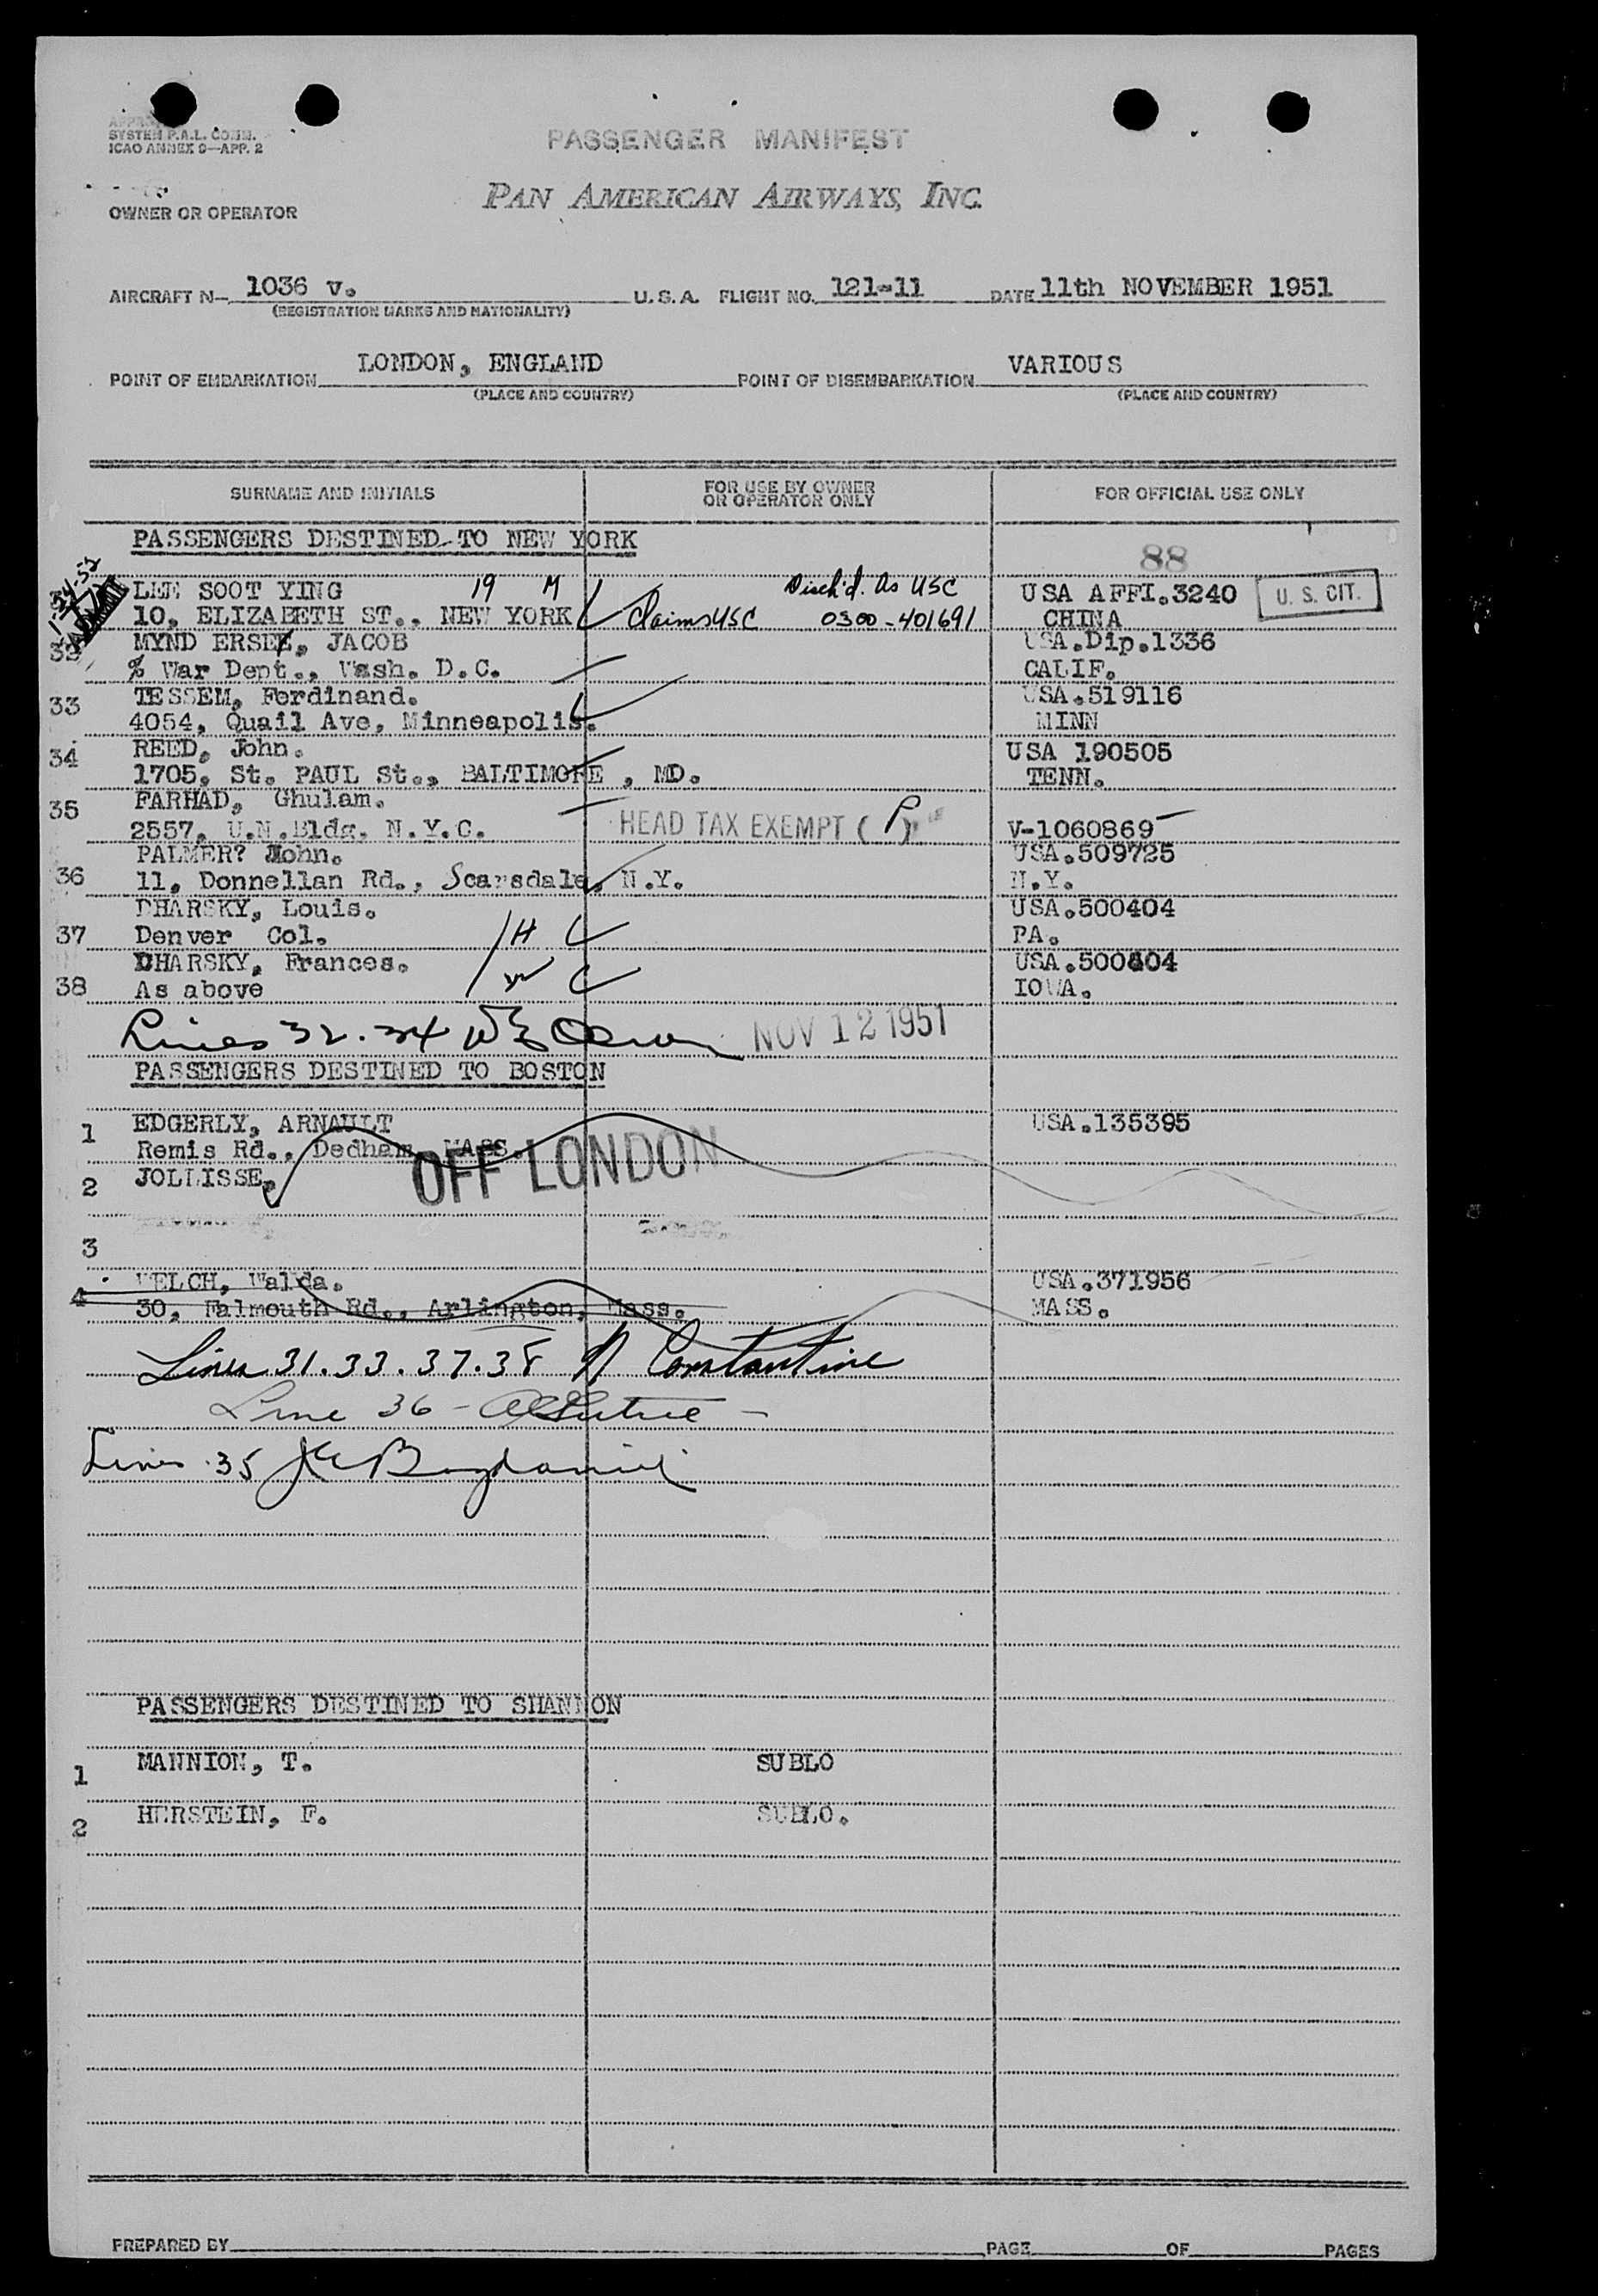 SYSTEM P.A.L. COMM.
ICAO ANNEX 9—APP. 2
PASSENGER MANIFEST
PAN AMERICAN AIRWAYS, INC.
OWNER OR OPERATOR
AIRCRAFT N— 1036 v. U.S.A. FLIGHT NO. 121-11 DATE 11th NOVEMBER 1951
(REGISTRATION MARKS AND NATIONALITY)
POINT OF EMBARKATION LONDON, ENGLAND POINT OF DISEMBARKATION VARIOUS
(PLACE AND COUNTRY) (PLACE AND COUNTRY)
SURNAME AND INITIALS FOR USE BY OWNER OR OPERATOR ONLY FOR OFFICIAL USE ONLY
PASSENGERS DESTINED TO NEW YORK
88
LEE SOOT YING 19 M Disch'd. As USC USA AFFI.3240 U. S. CIT.
10, ELIZABETH ST., NEW YORK Claims USC 0300-401691 CHINA
32 MYND ERSEE, JACOB USA.Dip.1336
% War Dept., Wash. D.C. CALIF.
33 TESSEM, Ferdinand. USA.519116
4054, Quail Ave, Minneapolis. MINN
34 REED, John. USA 190505
1705, St. PAUL St., BALTIMORE , MD. TENN.
35 FARHAD, Ghulam.
2557, U.N.Bldg. N.Y.C. HEAD TAX EXEMPT ( P ) V-1060869
PALMER? John. USA.509725
36 11, Donnellan Rd., Scarsdale, N.Y. N.Y.
DHARSKY, Louis. USA.500404
37 Denver Col. H PA.
DHARSKY, Frances. USA.500404
38 As above W IOWA.
Lines 32.34 NOV 12 1951
PASSENGERS DESTINED TO BOSTON
1 EDGERLY, ARNAULT USA.135395
Remis Rd., Dedham, MASS.
OFF LONDON
2 JOLLISSE,
3
WELCH, Walda. USA.371956
4 30, Falmouth Rd., Arlington, Mass. MASS.
Lines 31.33.37.38 N Constantine
Line 36 -
Lines 35
PASSENGERS DESTINED TO SHANNON
1 MANNION, T. SUBLO
2 HERSTEIN, F. SUBLO.
PREPARED BY PAGE OF PAGES